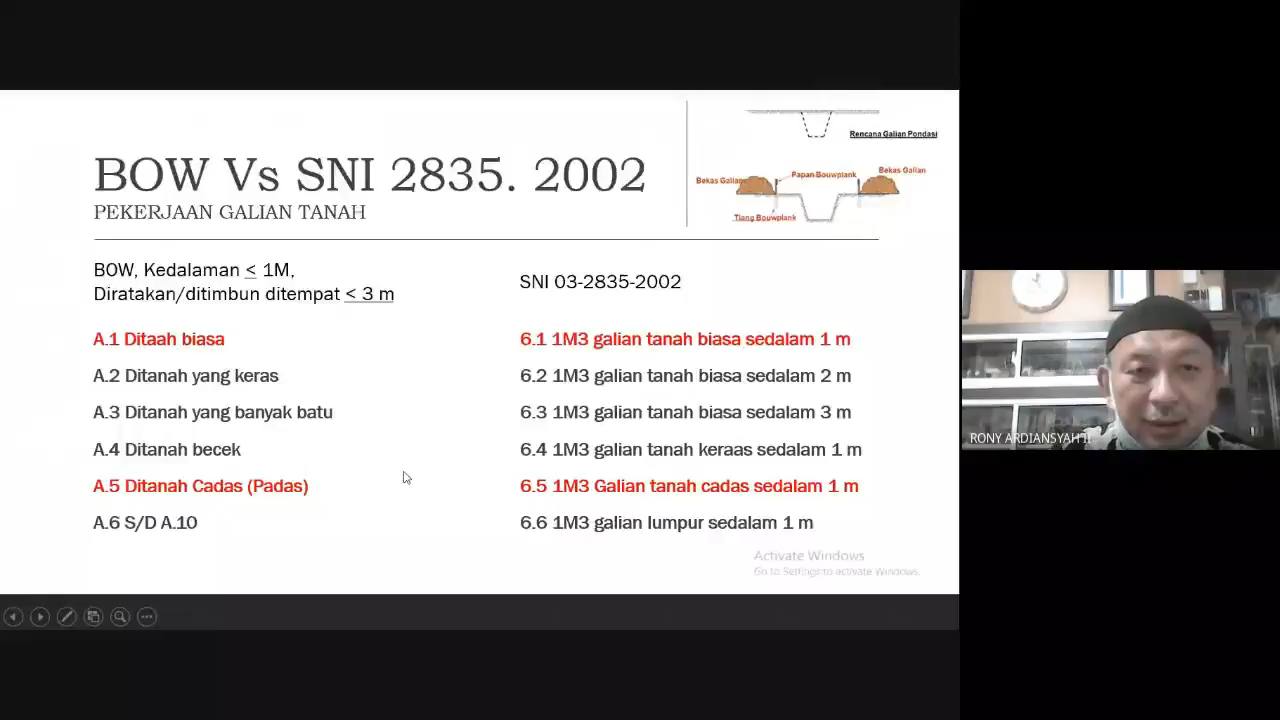 BOW Vs SNI 2835. 2002
PEKERJAAN GALIAN TANAH
Rencana Galian Pondasi
Bekas Galian
Papan Bouwplank
Bekas Galian
Tiang Bouwplank
BOW, Kedalaman < 1M,
Diratakan/ditimbun ditempat < 3 m
A.1 Ditaah biasa
A.2 Ditanah yang keras
A.3 Ditanah yang banyak batu
A.4 Ditanah becek
A.5 Ditanah Cadas (Padas)
A.6 S/D A.10
SNI 03-2835-2002
6.1 1M3 galian tanah biasa sedalam 1 m
6.2 1M3 galian tanah biasa sedalam 2 m
6.3 1M3 galian tanah biasa sedalam 3 m
6.4 1M3 galian tanah keraas sedalam 1 m
6.5 1M3 Galian tanah cadas sedalam 1 m
6.6 1M3 galian lumpur sedalam 1 m
Activate Windows
Go to Settings to activate Windows.
RONY ARDIANSYAH